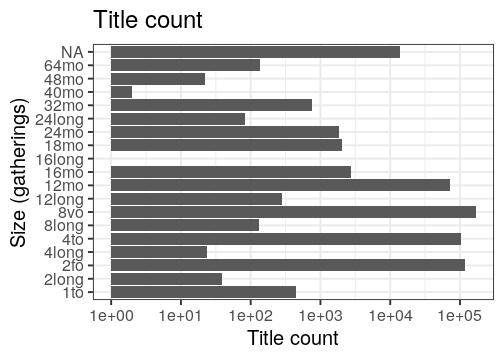 Title count
Size (gatherings)
NA
64mo
48mo
40mo
32mo
24long
24mo
18mo
16long
16mo
12mo
12long
8vo
8long
4to
4long
2fo
2long
1to
1e+00 1e+01 1e+02 1e+03 1e+04 1e+05
Title count